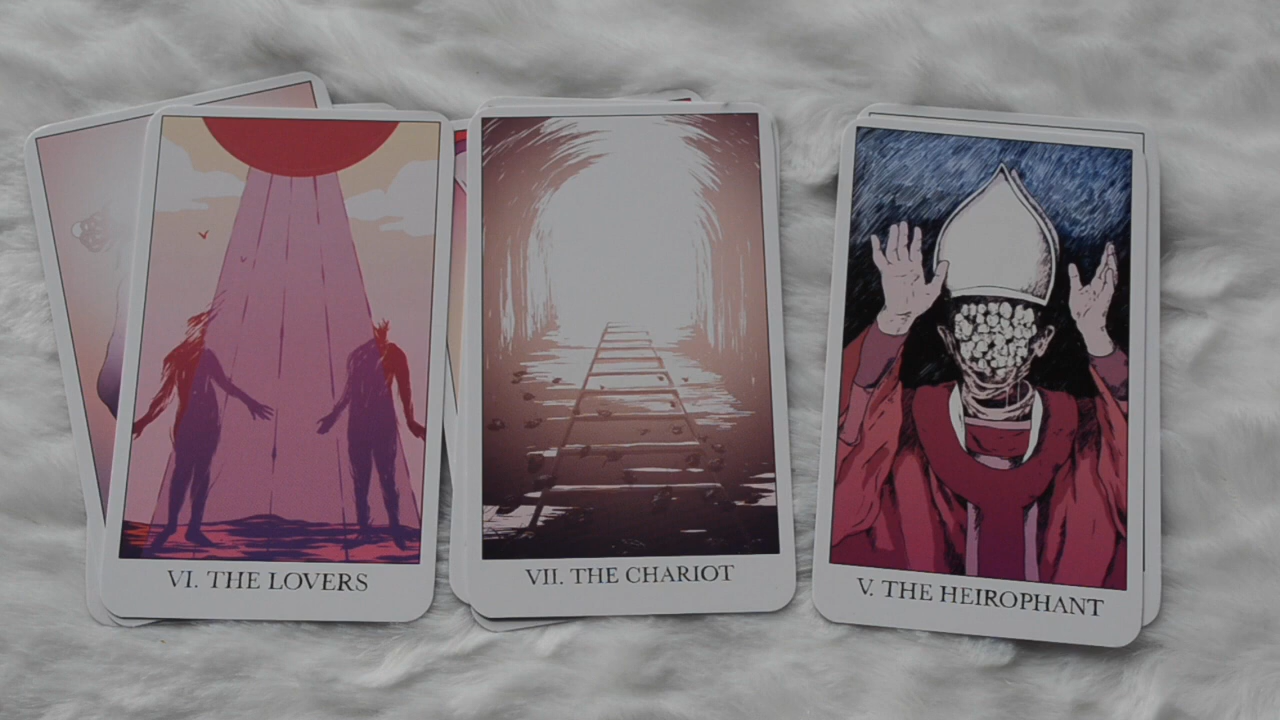 VI. THE LOVERS
VII. THE CHARIOT
V. THE HEIROPHANT